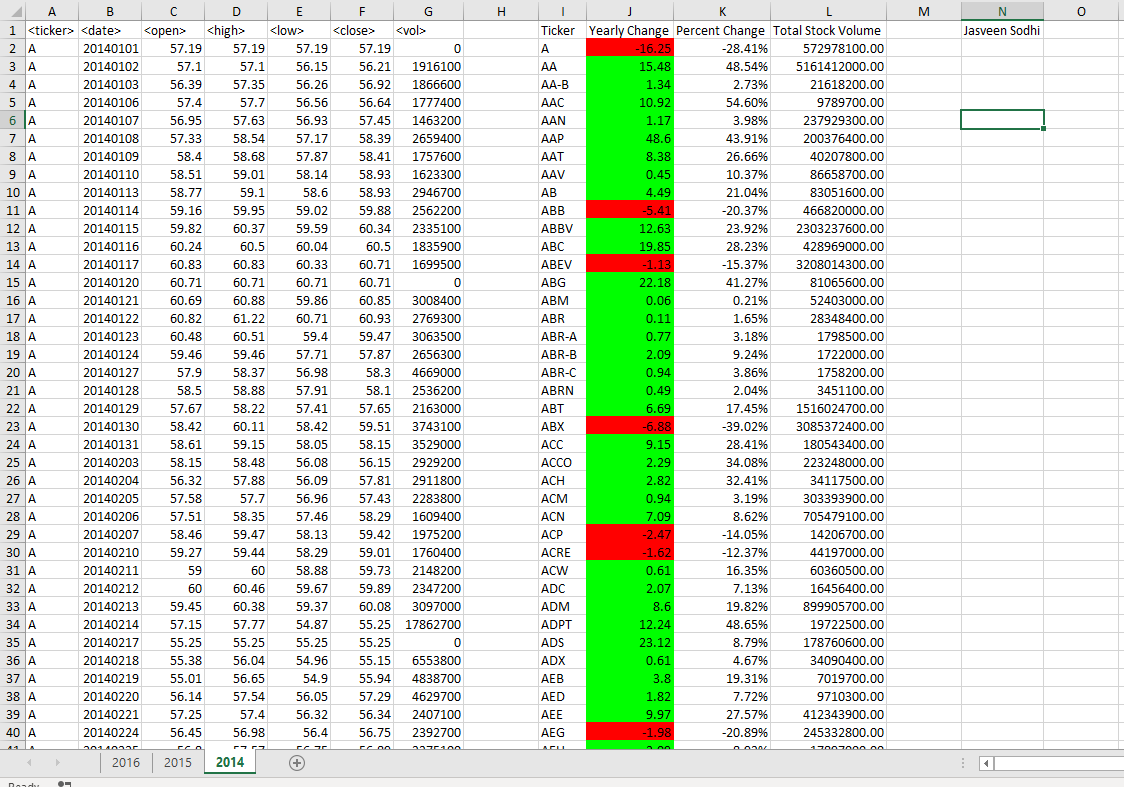 A B C D E F G H I J K L M N O
1 <ticker> <date> <open> <high> <low> <close> <vol> Ticker Yearly Change Percent Change Total Stock Volume Jasveen Sodhi
2 A 20140101 57.19 57.19 57.19 57.19 0 A -16.25 -28.41% 572978100.00
3 A 20140102 57.1 57.1 56.15 56.21 1916100 AA 15.48 48.54% 5161412000.00
4 A 20140103 56.39 57.35 56.26 56.92 1866600 AA-B 1.34 2.73% 21618200.00
5 A 20140106 57.4 57.7 56.56 56.64 1777400 AAC 10.92 54.60% 9789700.00
6 A 20140107 56.95 57.63 56.93 57.45 1463200 AAN 1.17 3.98% 237929300.00
7 A 20140108 57.33 58.54 57.17 58.39 2659400 AAP 48.6 43.91% 200376400.00
8 A 20140109 58.4 58.68 57.87 58.41 1757600 AAT 8.38 26.66% 40207800.00
9 A 20140110 58.51 59.01 58.14 58.93 1623300 AAV 0.45 10.37% 86658700.00
10 A 20140113 58.77 59.1 58.6 58.93 2946700 AB 4.49 21.04% 83051600.00
11 A 20140114 59.16 59.95 59.02 59.88 2562200 ABB -5.41 -20.37% 466820000.00
12 A 20140115 59.82 60.37 59.59 60.34 2335100 ABBV 12.63 23.92% 2303237600.00
13 A 20140116 60.24 60.5 60.04 60.5 1835900 ABC 19.85 28.23% 428969000.00
14 A 20140117 60.83 60.83 60.33 60.71 1699500 ABEV -1.13 -15.37% 3208014300.00
15 A 20140120 60.71 60.71 60.71 60.71 0 ABG 22.18 41.27% 81065600.00
16 A 20140121 60.69 60.88 59.86 60.85 3008400 ABM 0.06 0.21% 52403000.00
17 A 20140122 60.82 61.22 60.71 60.93 2769300 ABR 0.11 1.65% 28348400.00
18 A 20140123 60.48 60.51 59.4 59.47 3063500 ABR-A 0.77 3.18% 1798500.00
19 A 20140124 59.46 59.46 57.71 57.87 2656300 ABR-B 2.09 9.24% 1722000.00
20 A 20140127 57.9 58.37 56.98 58.3 4669000 ABR-C 0.94 3.86% 1758200.00
21 A 20140128 58.5 58.88 57.91 58.1 2536200 ABRN 0.49 2.04% 3451100.00
22 A 20140129 57.67 58.22 57.41 57.65 2163000 ABT 6.69 17.45% 1516024700.00
23 A 20140130 58.42 60.11 58.42 59.51 3743100 ABX -6.88 -39.02% 3085372400.00
24 A 20140131 58.61 59.15 58.05 58.15 3529000 ACC 9.15 28.41% 180543400.00
25 A 20140203 58.15 58.48 56.08 56.15 2929200 ACCO 2.29 34.08% 223248000.00
26 A 20140204 56.32 57.88 56.09 57.81 2911800 ACH 2.82 32.41% 34117500.00
27 A 20140205 57.58 57.7 56.96 57.43 2483800 ACM 0.94 3.19% 303393900.00
28 A 20140206 57.51 58.35 57.46 58.29 1609400 ACN 7.09 8.62% 705479100.00
29 A 20140207 58.46 59.47 58.13 59.42 1975200 ACP -2.47 -14.05% 14206700.00
30 A 20140210 59.27 59.44 58.29 59.01 1760400 ACRE -1.62 -12.37% 44197000.00
31 A 20140211 59 60 58.88 59.73 2148200 ACW 0.61 16.35% 60360500.00
32 A 20140212 60 60.46 59.67 59.89 2347200 ADC 2.07 7.13% 16456400.00
33 A 20140213 59.45 60.38 59.37 60.08 3097000 ADM 8.6 19.82% 899905700.00
34 A 20140214 57.15 57.77 54.87 55.25 17862700 ADPT 12.24 48.65% 19722500.00
35 A 20140217 55.25 55.25 55.25 55.25 0 ADS 23.12 8.79% 178760600.00
36 A 20140218 55.38 56.04 54.96 55.15 6553800 ADX 0.61 4.67% 34090400.00
37 A 20140219 55.01 56.65 54.9 55.94 4838700 AEB 3.8 19.31% 7019700.00
38 A 20140220 56.14 57.54 56.05 57.29 4629700 AED 1.82 7.72% 9710300.00
39 A 20140221 57.25 57.4 56.32 56.34 2407100 AEE 9.97 27.57% 412343900.00
40 A 20140224 56.45 56.98 56.4 56.75 2392700 AEG -1.98 -20.89% 245332800.00
2016 2015 2014